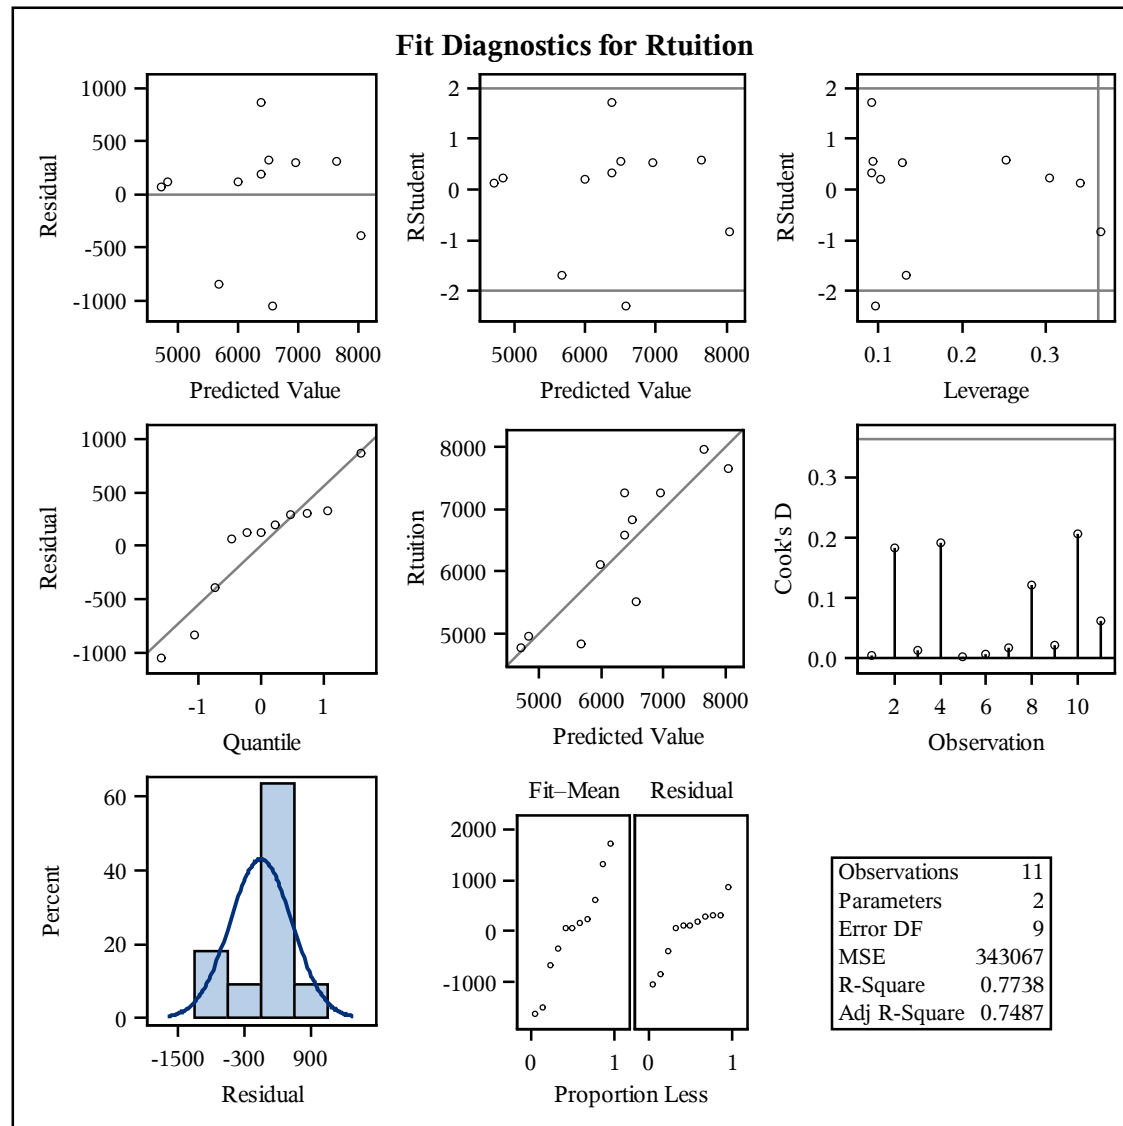 Fit Diagnostics for Rtuition
1000
500
0
-500
-1000
Residual
5000 6000 7000 8000
Predicted Value
2
1
0
-1
-2
RStudent
5000 6000 7000 8000
Predicted Value
2
1
0
-1
-2
RStudent
0.1 0.2 0.3
Leverage
1000
500
0
-500
-1000
Residual
-1 0 1
Quantile
8000
7000
6000
5000
Rtuition
5000 6000 7000 8000
Predicted Value
0.3
0.2
0.1
0.0
Cook's D
2 4 6 8 10
Observation
60
40
20
0
Percent
-1500 -300 900
Residual
Fit–Mean Residual
2000
1000
0
-1000
0 1 0 1
Proportion Less
Observations 11
Parameters 2
Error DF 9
MSE 343067
R-Square 0.7738
Adj R-Square 0.7487